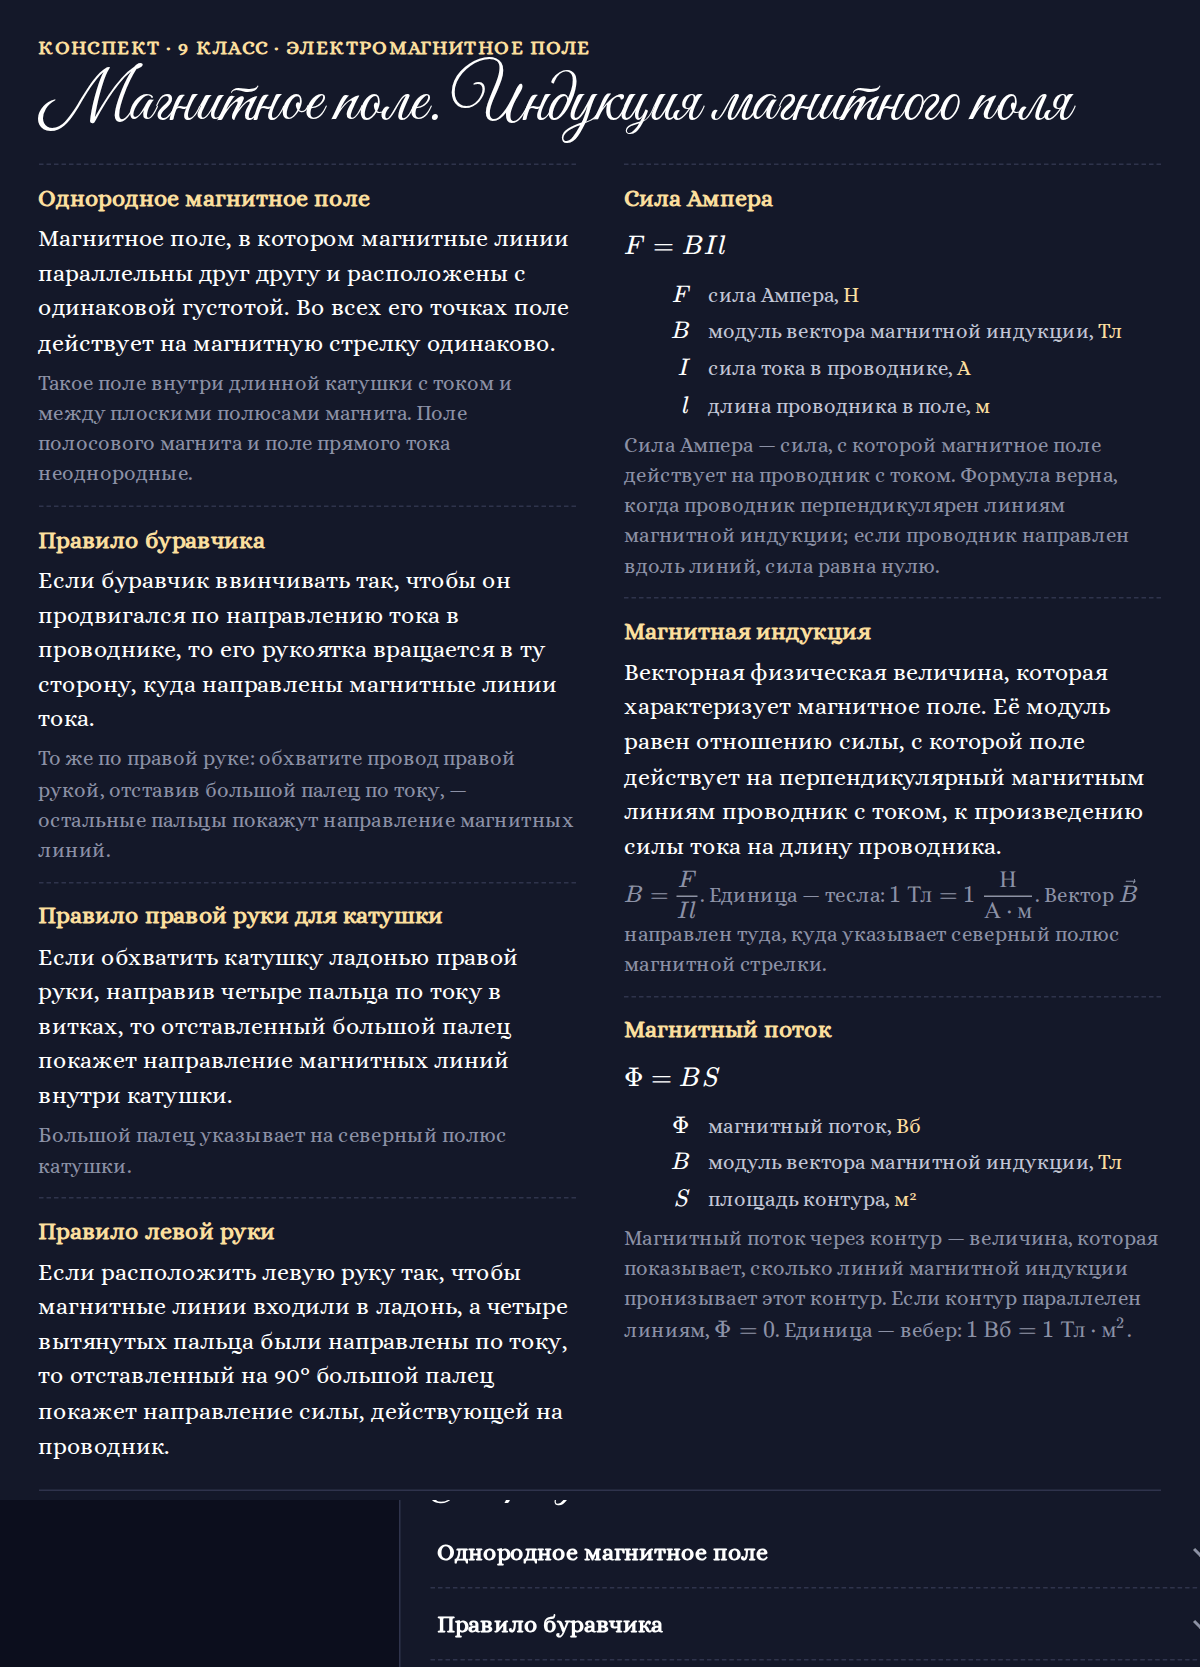 КОНСПЕКТ · 9 КЛАСС · ЭЛЕКТРОМАГНИТНОЕ ПОЛЕ
Магнитное поле. Индукция магнитного поля
Однородное магнитное поле
Магнитное поле, в котором магнитные линии
параллельны друг другу и расположены с
одинаковой густотой. Во всех его точках поле
действует на магнитную стрелку одинаково.
Такое поле внутри длинной катушки с током и
между плоскими полюсами магнита. Поле
полосового магнита и поле прямого тока
неоднородные.
Правило буравчика
Если буравчик ввинчивать так, чтобы он
продвигался по направлению тока в
проводнике, то его рукоятка вращается в ту
сторону, куда направлены магнитные линии
тока.
То же по правой руке: обхватите провод правой
рукой, отставив большой палец по току, —
остальные пальцы покажут направление магнитных
линий.
Правило правой руки для катушки
Если обхватить катушку ладонью правой
руки, направив четыре пальца по току в
витках, то отставленный большой палец
покажет направление магнитных линий
внутри катушки.
Большой палец указывает на северный полюс
катушки.
Правило левой руки
Если расположить левую руку так, чтобы
магнитные линии входили в ладонь, а четыре
вытянутых пальца были направлены по току,
то отставленный на 90° большой палец
покажет направление силы, действующей на
проводник.
Сила Ампера
F = BIl
F сила Ампера, Н
B модуль вектора магнитной индукции, Тл
I сила тока в проводнике, А
l длина проводника в поле, м
Сила Ампера — сила, с которой магнитное поле
действует на проводник с током. Формула верна,
когда проводник перпендикулярен линиям
магнитной индукции; если проводник направлен
вдоль линий, сила равна нулю.
Магнитная индукция
Векторная физическая величина, которая
характеризует магнитное поле. Её модуль
равен отношению силы, с которой поле
действует на перпендикулярный магнитным
линиям проводник с током, к произведению
силы тока на длину проводника.
B = F/Il. Единица — тесла: 1 Тл = 1 Н/А · м. Вектор B⃗
направлен туда, куда указывает северный полюс
магнитной стрелки.
Магнитный поток
Φ = BS
Φ магнитный поток, Вб
B модуль вектора магнитной индукции, Тл
S площадь контура, м²
Магнитный поток через контур — величина, которая
показывает, сколько линий магнитной индукции
пронизывает этот контур. Если контур параллелен
линиям, Φ = 0. Единица — вебер: 1 Вб = 1 Тл · м².
Однородное магнитное поле
Правило буравчика